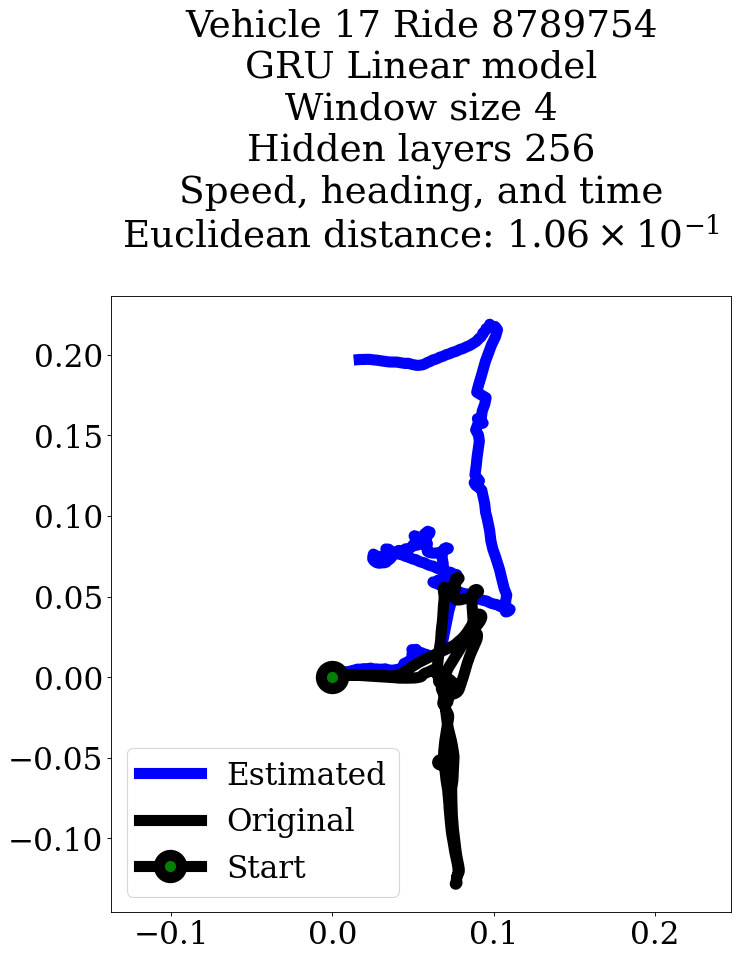 Vehicle 17 Ride 8789754
GRU Linear model
Window size 4
Hidden layers 256
Speed, heading, and time
Euclidean distance: 1.06 × 10⁻¹
0.20
0.15
0.10
0.05
0.00
−0.05
−0.10
Estimated
Original
Start
−0.1
0.0
0.1
0.2